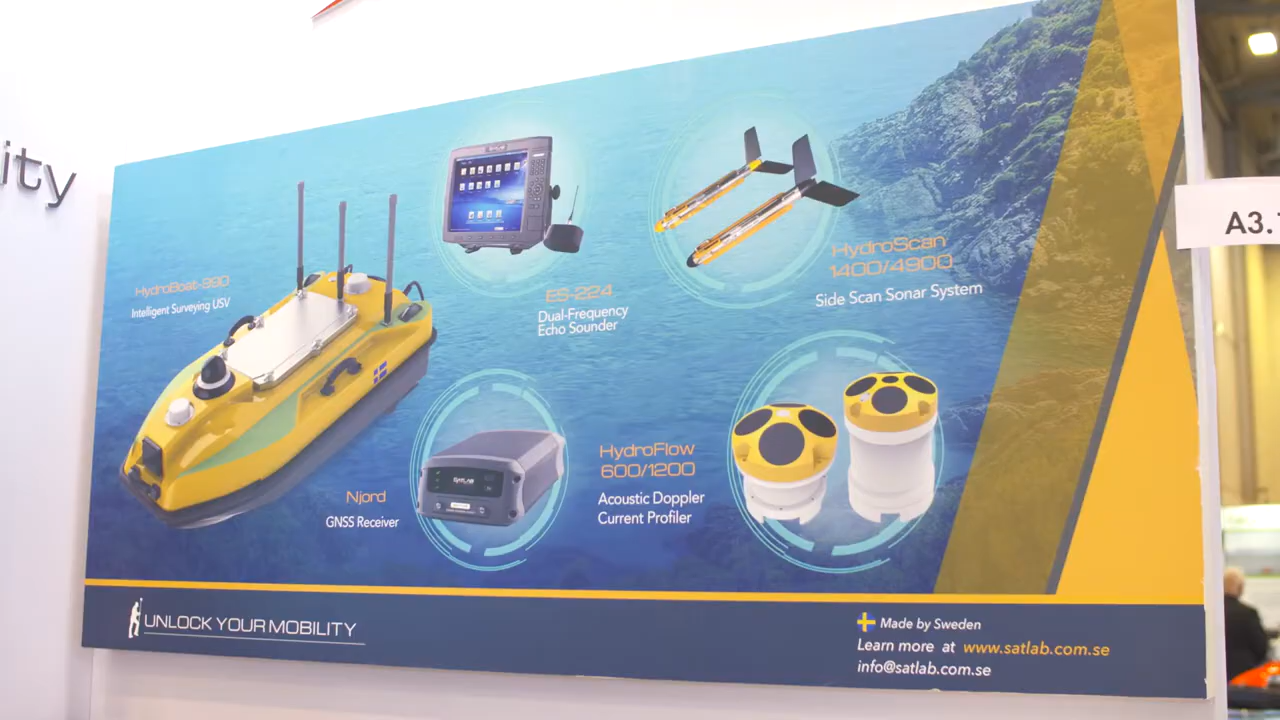 ity
A3.
HydroBoat-990
Intelligent Surveying USV
SATLAB
ES-224
Dual-Frequency
Echo Sounder
HydroScan
1400/4900
Side Scan Sonar System
Njord
GNSS Receiver
SATLAB
HydroFlow
600/1200
Acoustic Doppler
Current Profiler
UNLOCK YOUR MOBILITY
Made by Sweden
Learn more at www.satlab.com.se
info@satlab.com.se